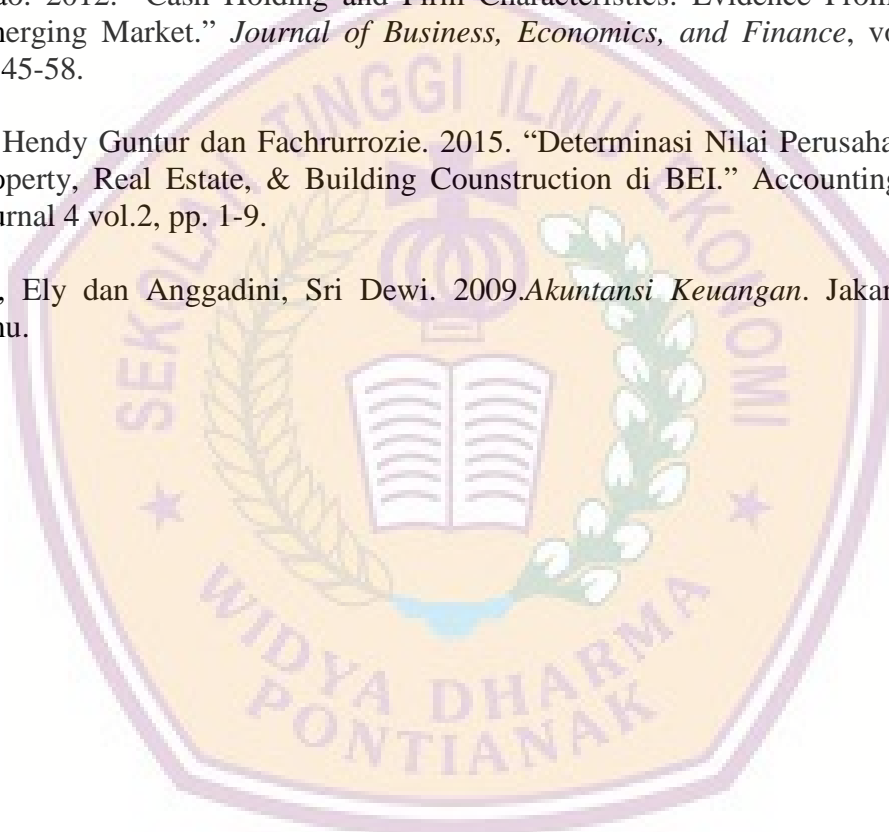 ao. 2012. “Cash Holding and Firm Characteristics: Evidence From
merging Market.” Journal of Business, Economics, and Finance, vo
45-58.
Hendy Guntur dan Fachrurrozie. 2015. “Determinasi Nilai Perusaha
operty, Real Estate, & Building Counstruction di BEI.” Accounting
urnal 4 vol.2, pp. 1-9.
, Ely dan Anggadini, Sri Dewi. 2009.Akuntansi Keuangan. Jakar
mu.
SEKOLAH TINGGI ILMU EKONOMI
WIDYA DHARMA
PONTIANAK